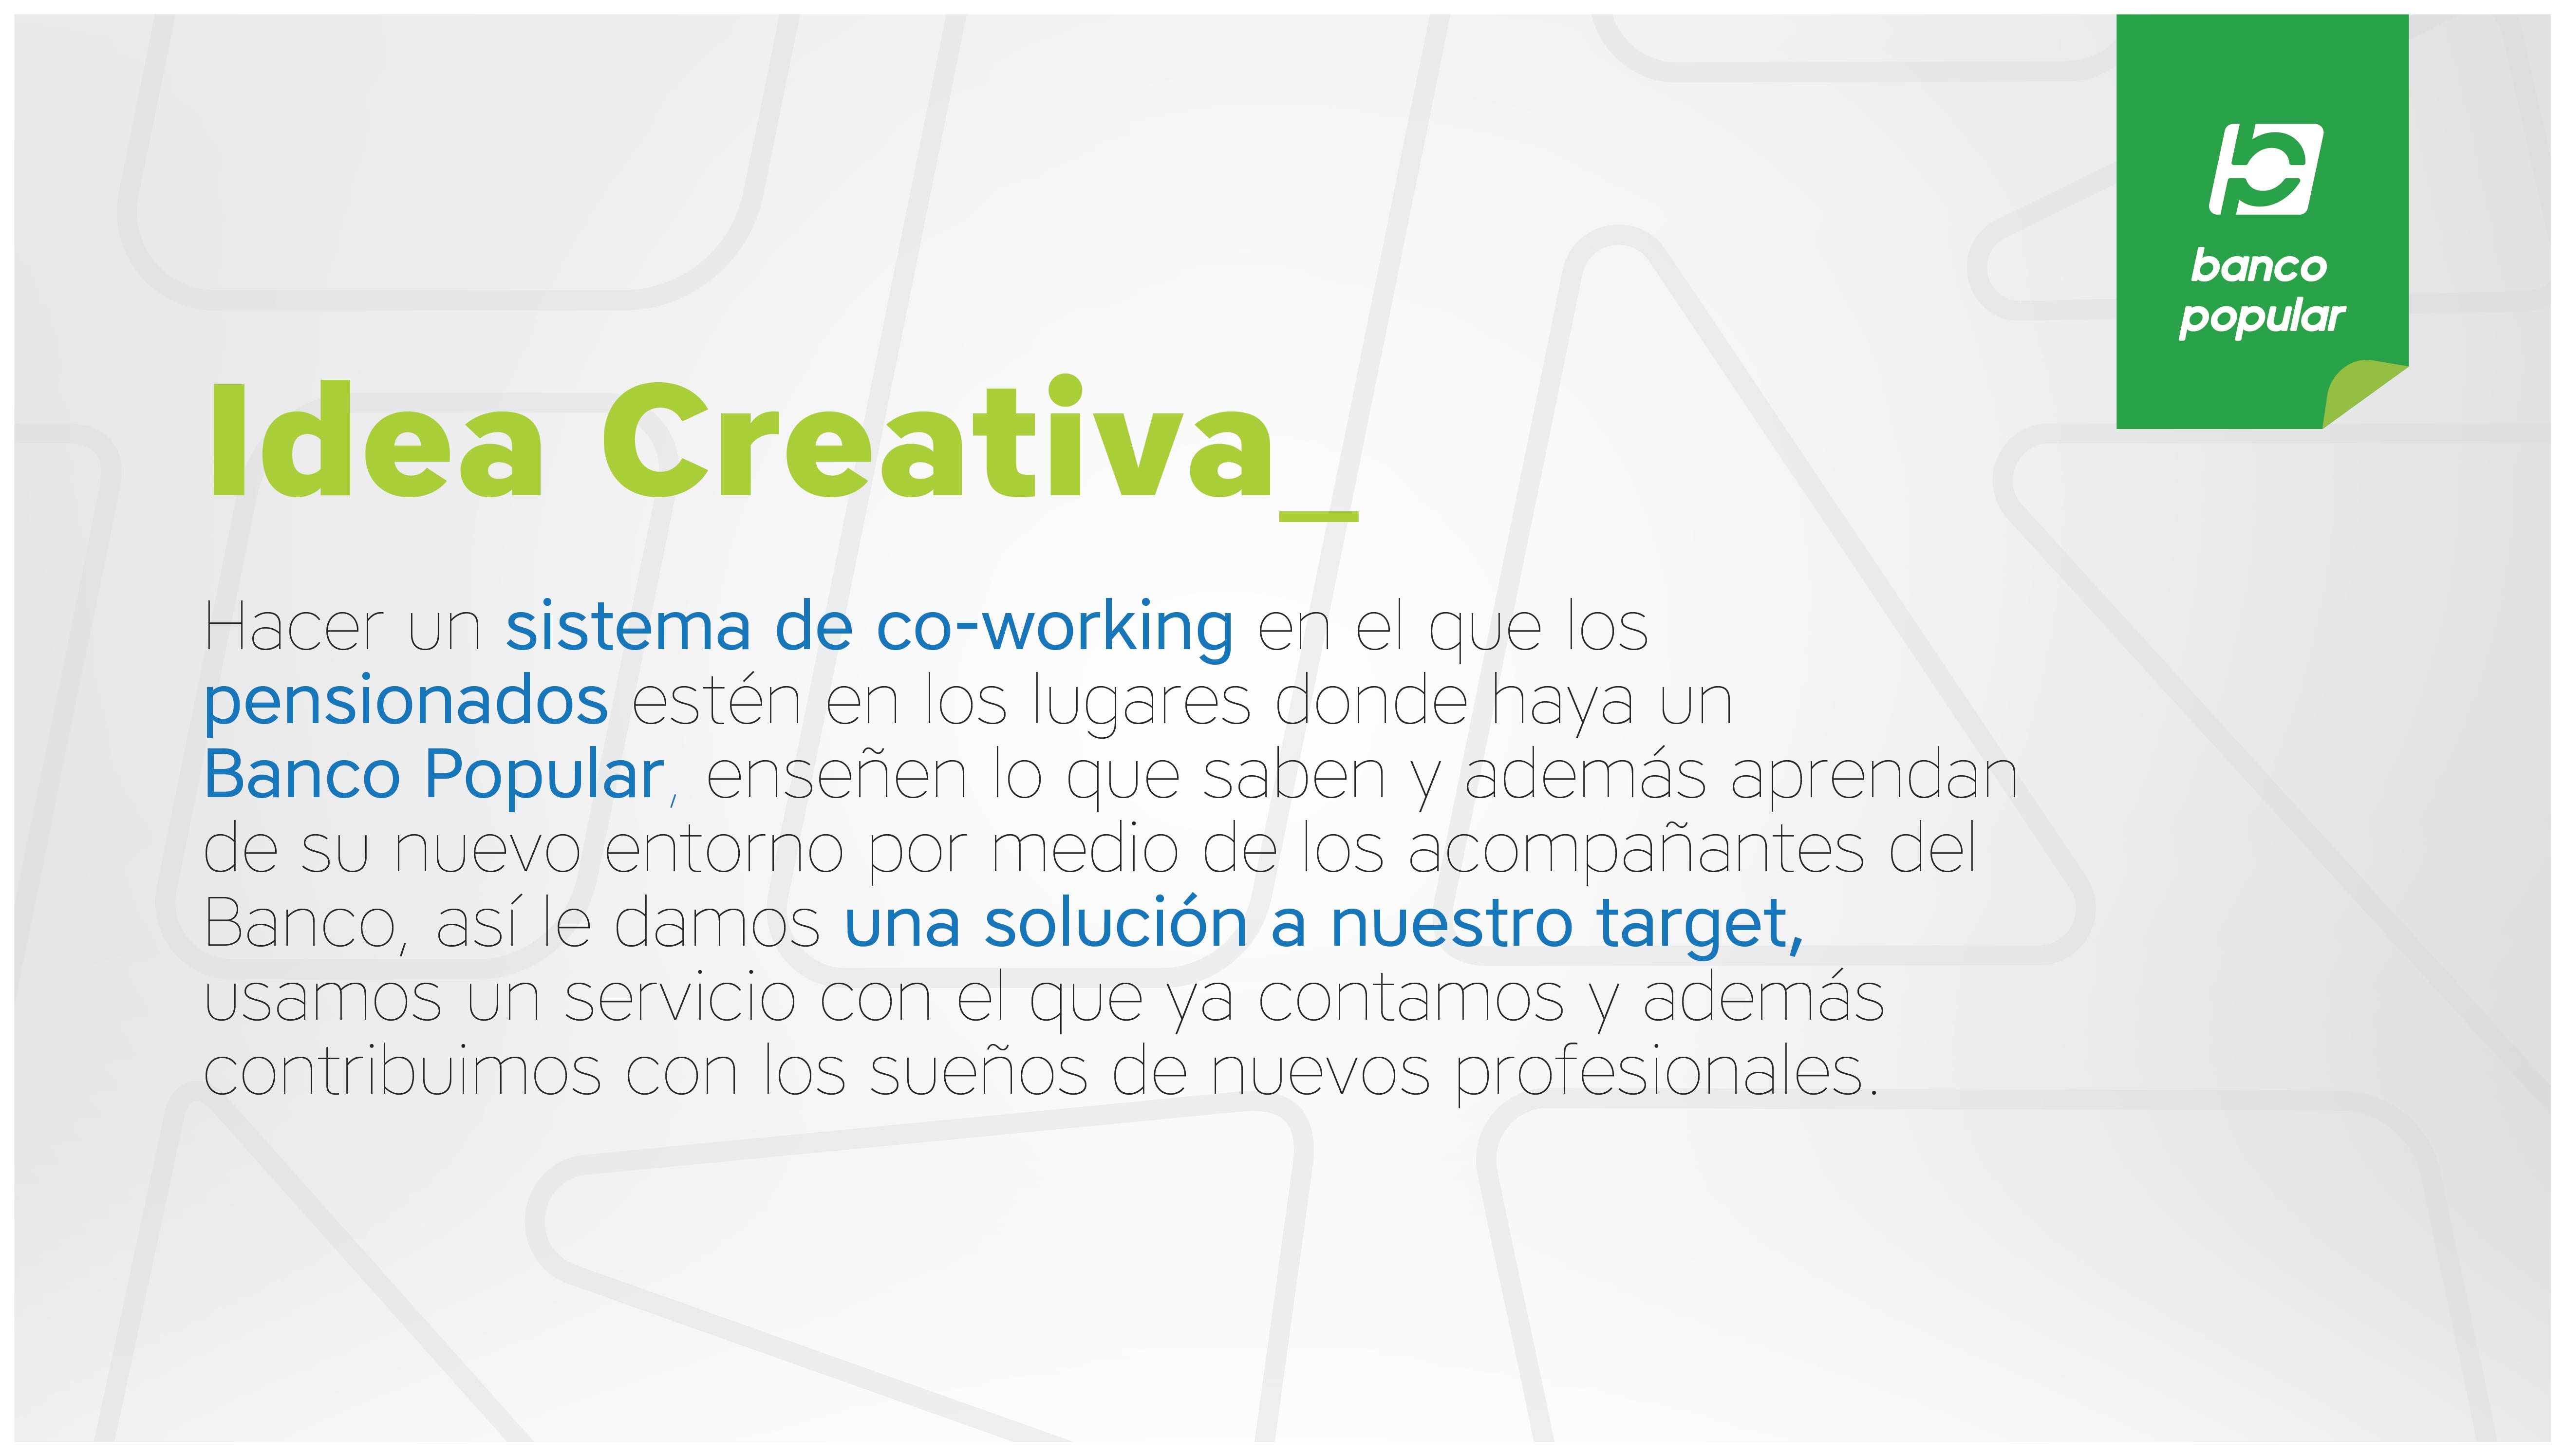 banco
popular
Idea Creativa_
Hacer un sistema de co-working en el que los
pensionados estén en los lugares donde haya un
Banco Popular, enseñen lo que saben y además aprendan
de su nuevo entorno por medio de los acompañantes del
Banco, así le damos una solución a nuestro target,
usamos un servicio con el que ya contamos y además
contribuimos con los sueños de nuevos profesionales.